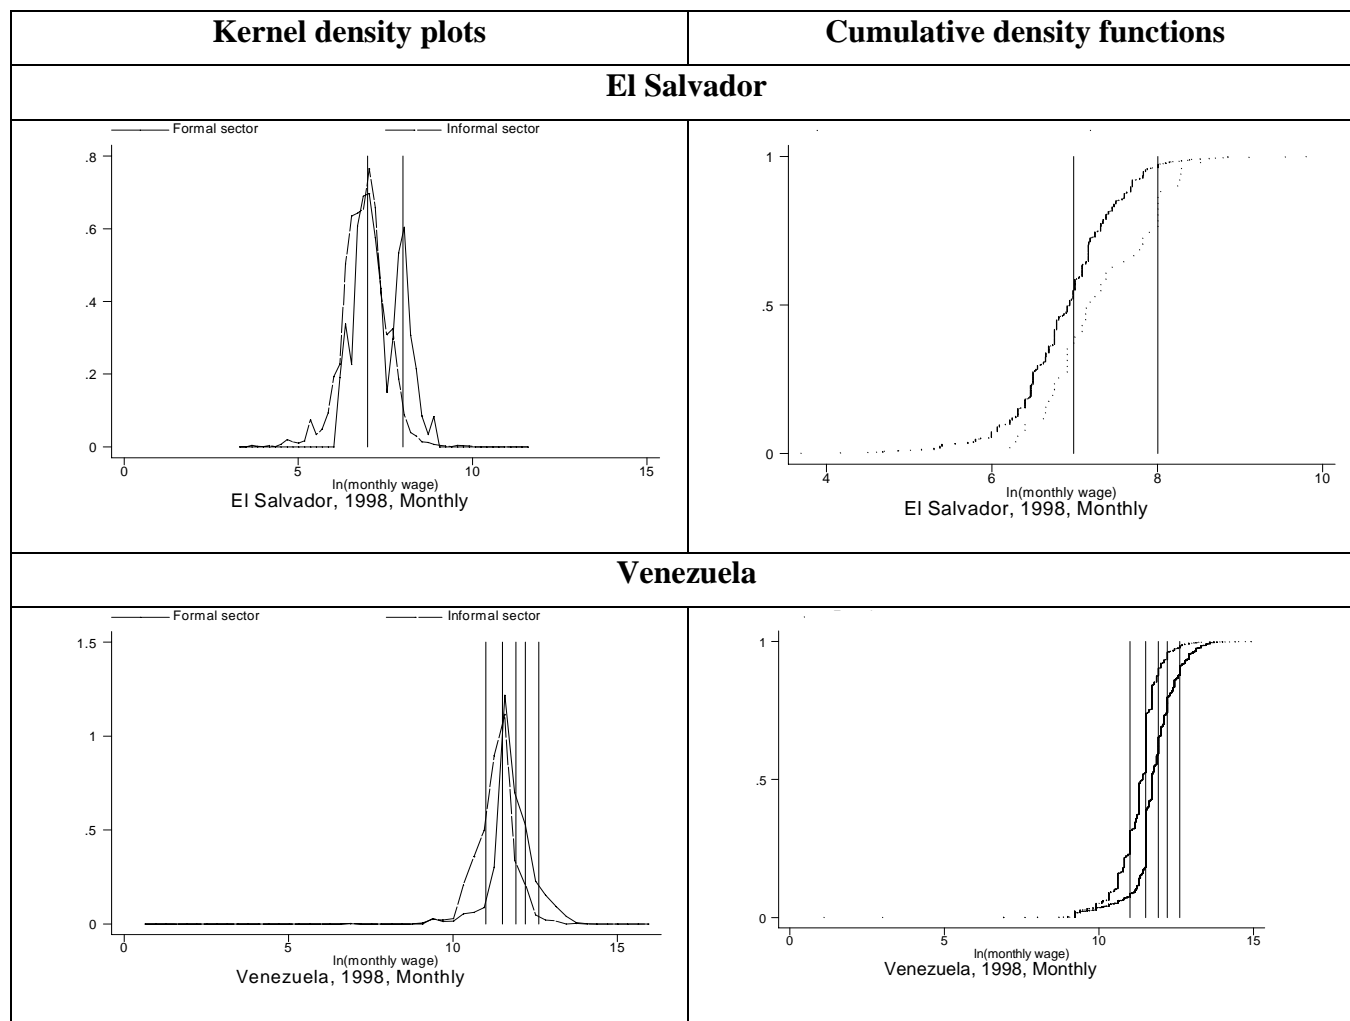 Kernel density plots
Cumulative density functions
El Salvador
Formal sector
Informal sector
.8
.6
.4
.2
0
0
5
10
15
ln(monthly wage)
El Salvador, 1998, Monthly
1
.5
0
4
6
8
10
ln(monthly wage)
El Salvador, 1998, Monthly
Venezuela
Formal sector
Informal sector
1.5
1
.5
0
0
5
10
15
ln(monthly wage)
Venezuela, 1998, Monthly
1
.5
0
0
5
10
15
ln(monthly wage)
Venezuela, 1998, Monthly